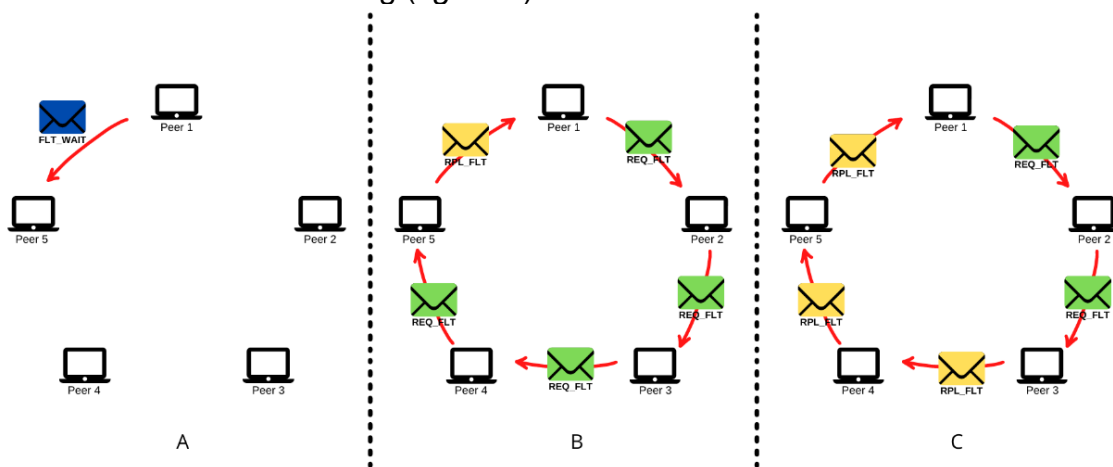 FLT_WAIT
Peer 1
Peer 5
Peer 2
Peer 4
Peer 3
A
Peer 1
RPL_FLT
REQ_FLT
Peer 5
Peer 2
REQ_FLT
REQ_FLT
Peer 4
REQ_FLT
Peer 3
B
Peer 1
RPL_FLT
REQ_FLT
Peer 5
Peer 2
RPL_FLT
REQ_FLT
Peer 4
RPL_FLT
Peer 3
C